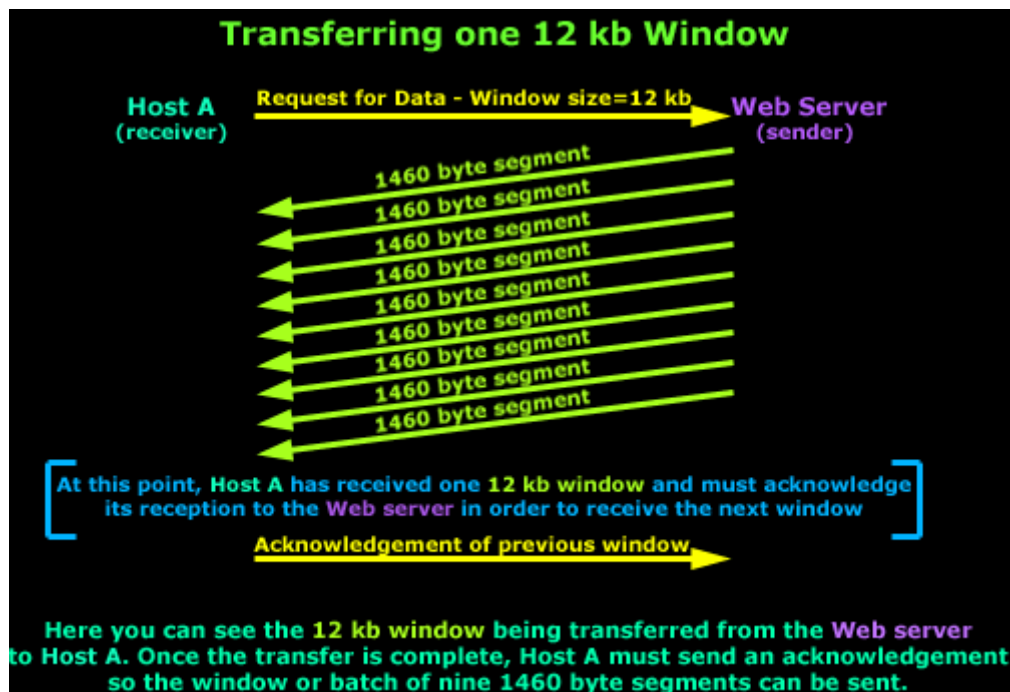 Transferring one 12 kb Window
Host A
(receiver)
Request for Data - Window size=12 kb
Web Server
(sender)
1460 byte segment
1460 byte segment
1460 byte segment
1460 byte segment
1460 byte segment
1460 byte segment
1460 byte segment
1460 byte segment
1460 byte segment
At this point, Host A has received one 12 kb window and must acknowledge
its reception to the Web server in order to receive the next window
Acknowledgement of previous window
Here you can see the 12 kb window being transferred from the Web server
to Host A. Once the transfer is complete, Host A must send an acknowledgement
so the window or batch of nine 1460 byte segments can be sent.